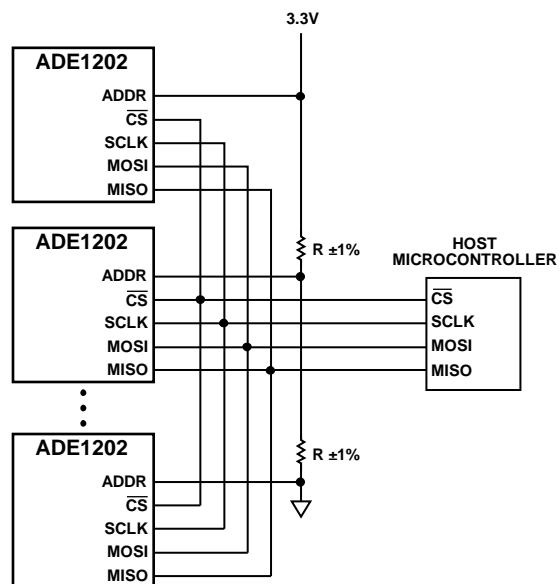 3.3V
ADE1202
ADDR
CS
SCLK
MOSI
MISO
R ±1%
ADE1202
ADDR
CS
SCLK
MOSI
MISO
HOST
MICROCONTROLLER
CS
SCLK
MOSI
MISO
ADE1202
R ±1%
ADDR
CS
SCLK
MOSI
MISO